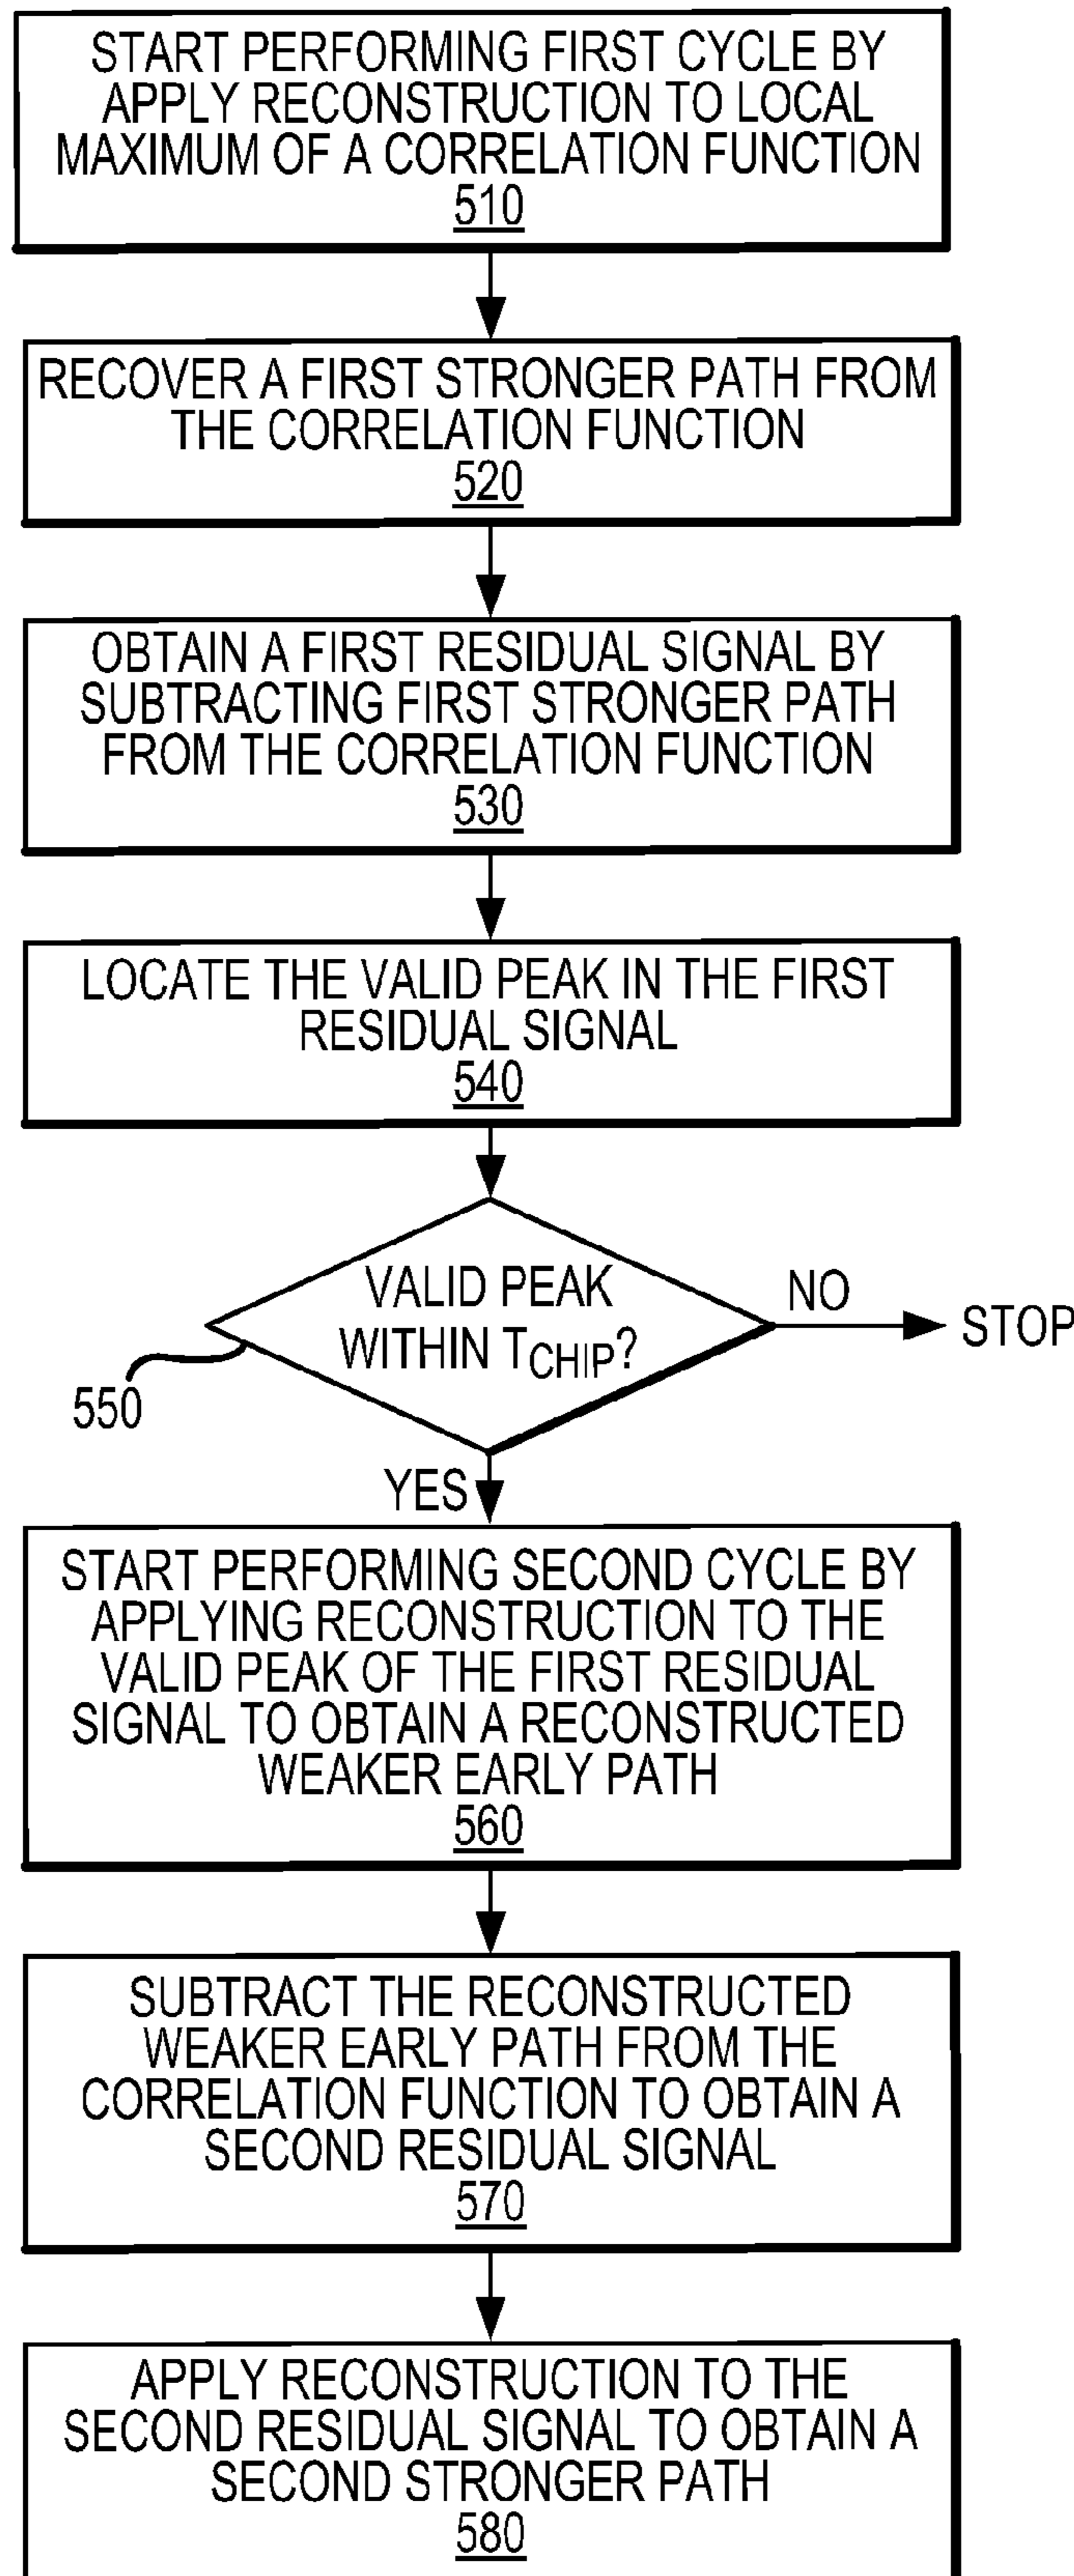 START PERFORMING FIRST CYCLE BY
APPLY RECONSTRUCTION TO LOCAL
MAXIMUM OF A CORRELATION FUNCTION
510
RECOVER A FIRST STRONGER PATH FROM
THE CORRELATION FUNCTION
520
OBTAIN A FIRST RESIDUAL SIGNAL BY
SUBTRACTING FIRST STRONGER PATH
FROM THE CORRELATION FUNCTION
530
LOCATE THE VALID PEAK IN THE FIRST
RESIDUAL SIGNAL
540
VALID PEAK
WITHIN TCHIP?
NO
STOP
550
YES
START PERFORMING SECOND CYCLE BY
APPLYING RECONSTRUCTION TO THE
VALID PEAK OF THE FIRST RESIDUAL
SIGNAL TO OBTAIN A RECONSTRUCTED
WEAKER EARLY PATH
560
SUBTRACT THE RECONSTRUCTED
WEAKER EARLY PATH FROM THE
CORRELATION FUNCTION TO OBTAIN A
SECOND RESIDUAL SIGNAL
570
APPLY RECONSTRUCTION TO THE
SECOND RESIDUAL SIGNAL TO OBTAIN A
SECOND STRONGER PATH
580